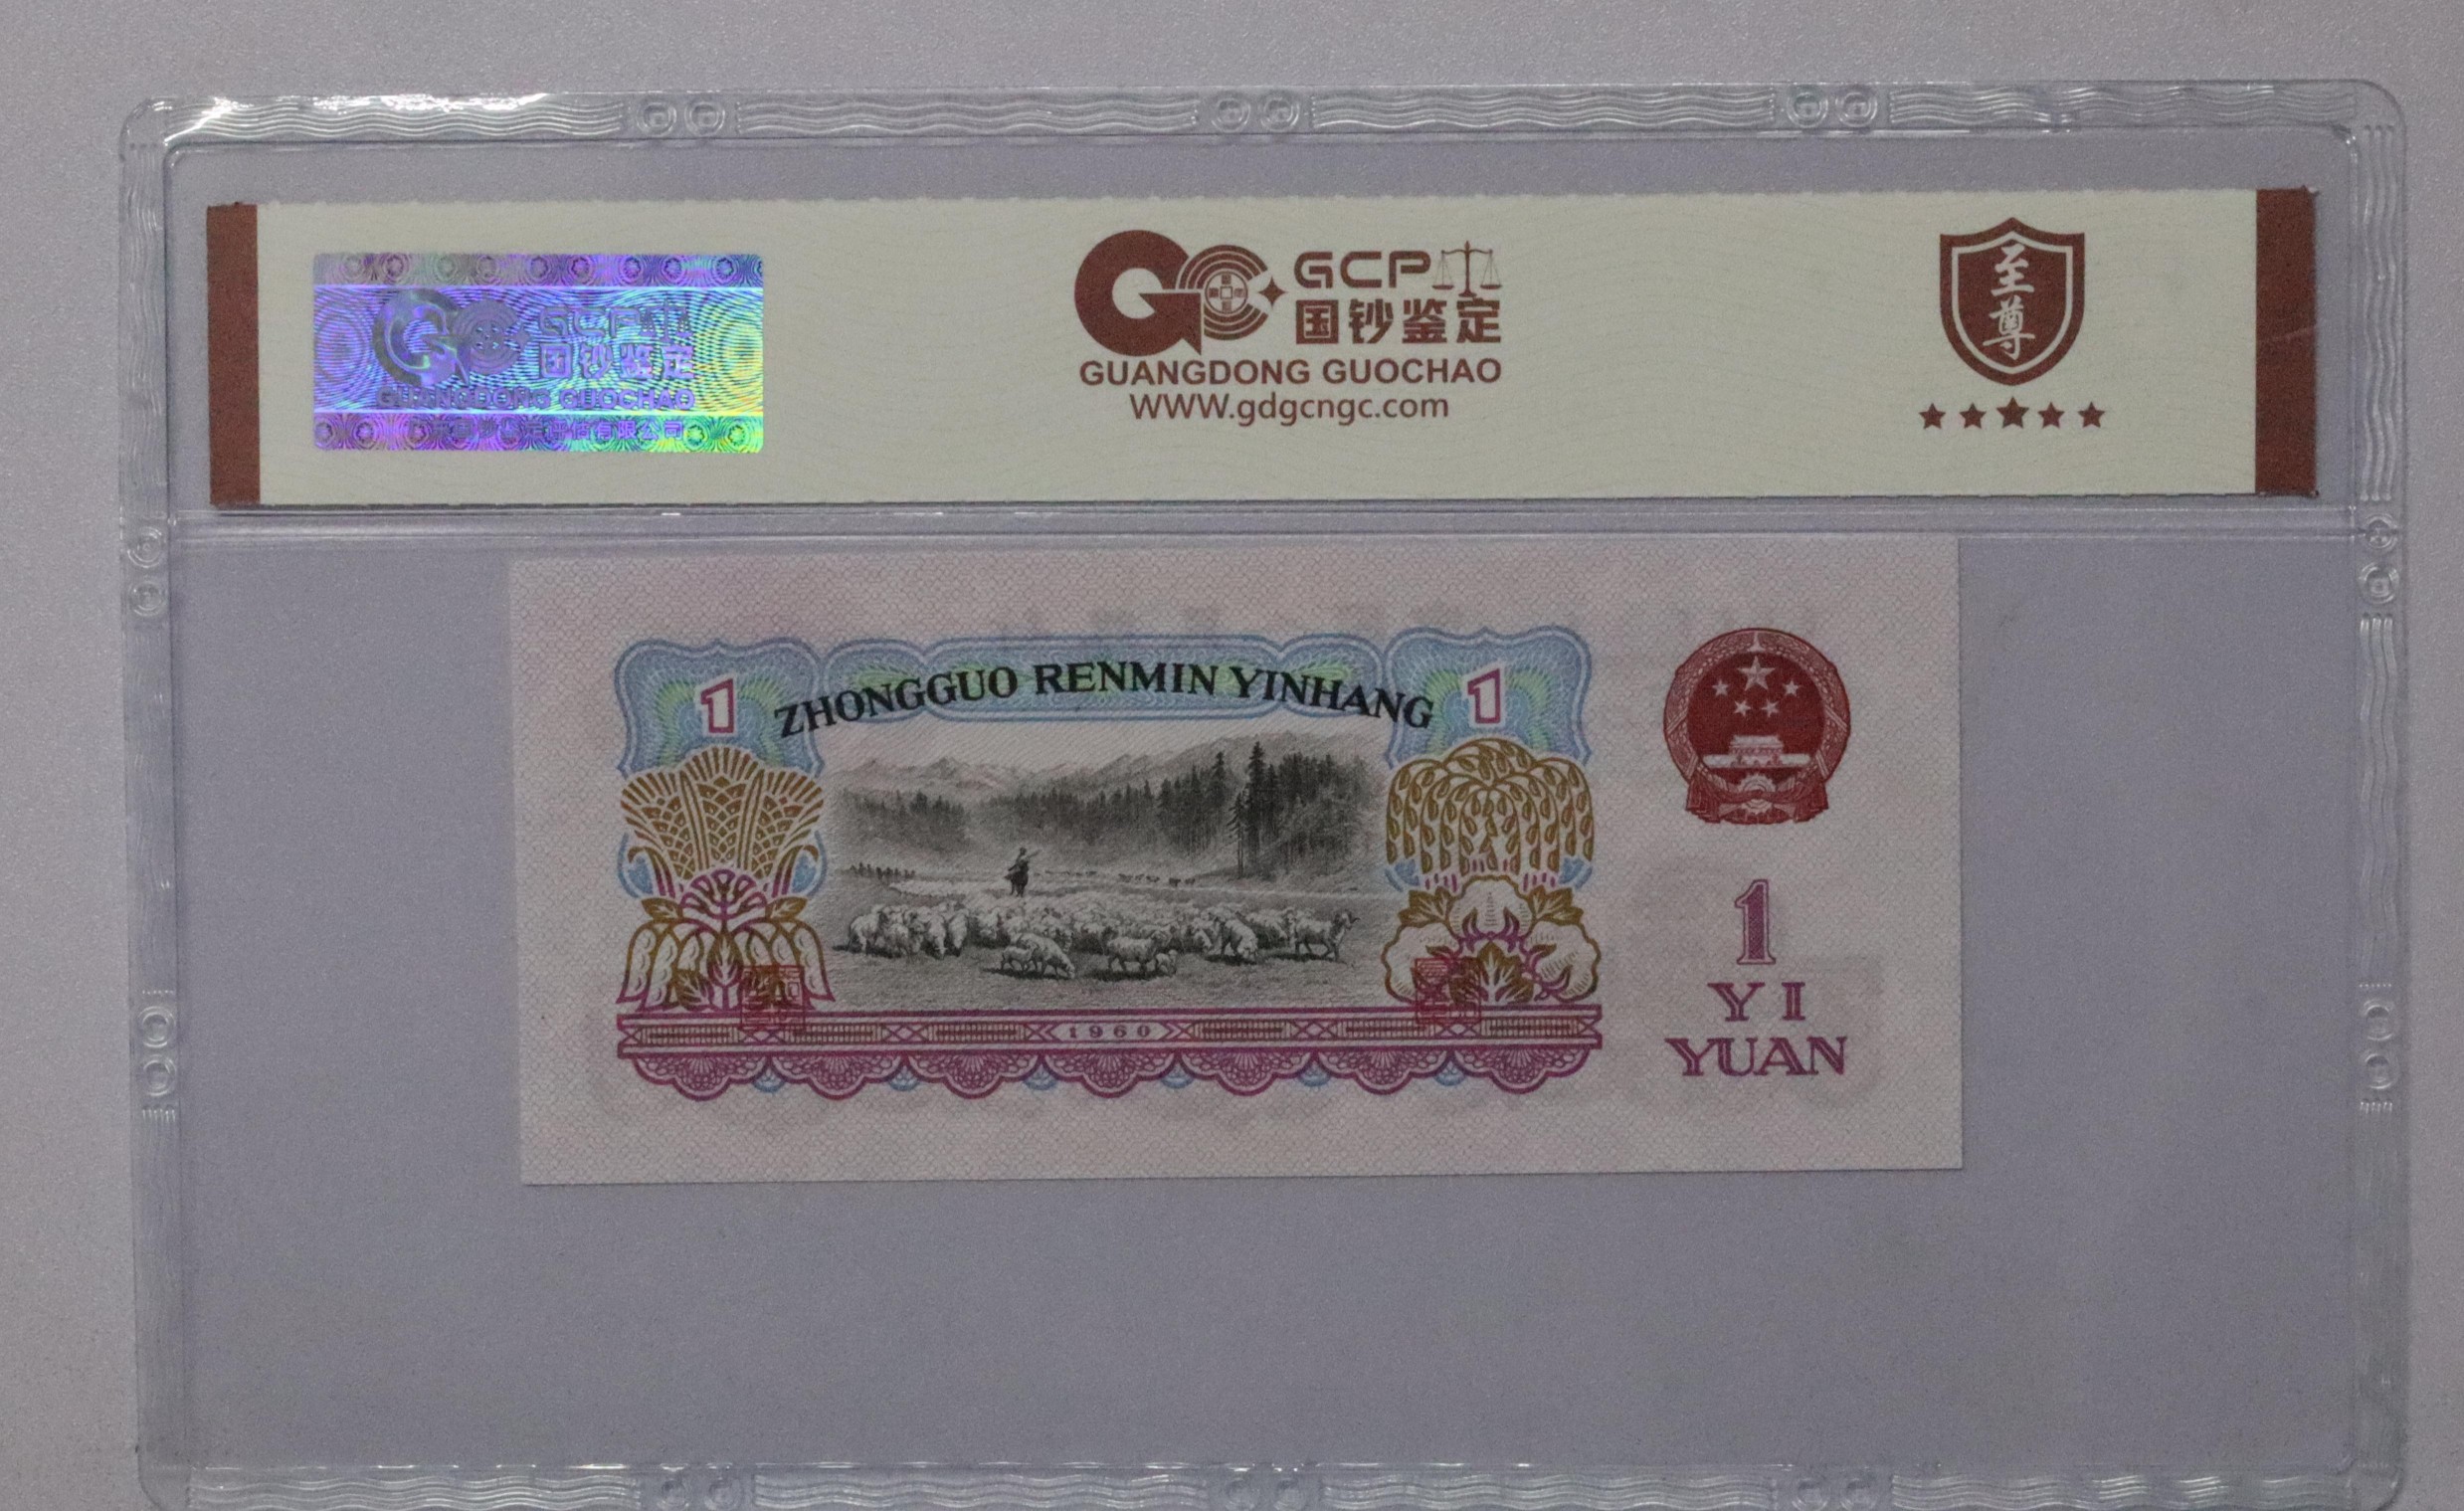 GCP
国钞鉴定
GUANGDONG GUOCHAO
GCP
国钞鉴定
GUANGDONG GUOCHAO
WWW.gdgcngc.com
至尊
1
ZHONGGUO RENMIN YINHANG
1
1960
1
YI
YUAN